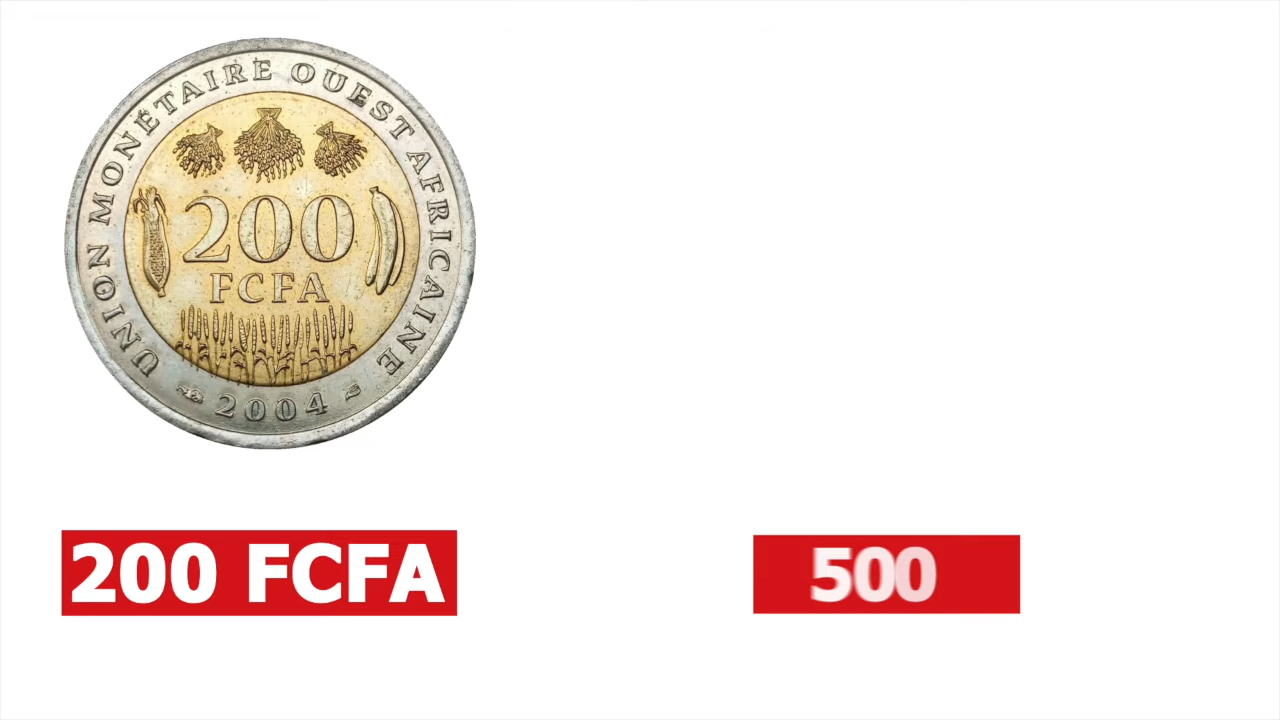 UNION MONÉTAIRE OUEST AFRICAINE
200
FCFA
2004
200 FCFA
500